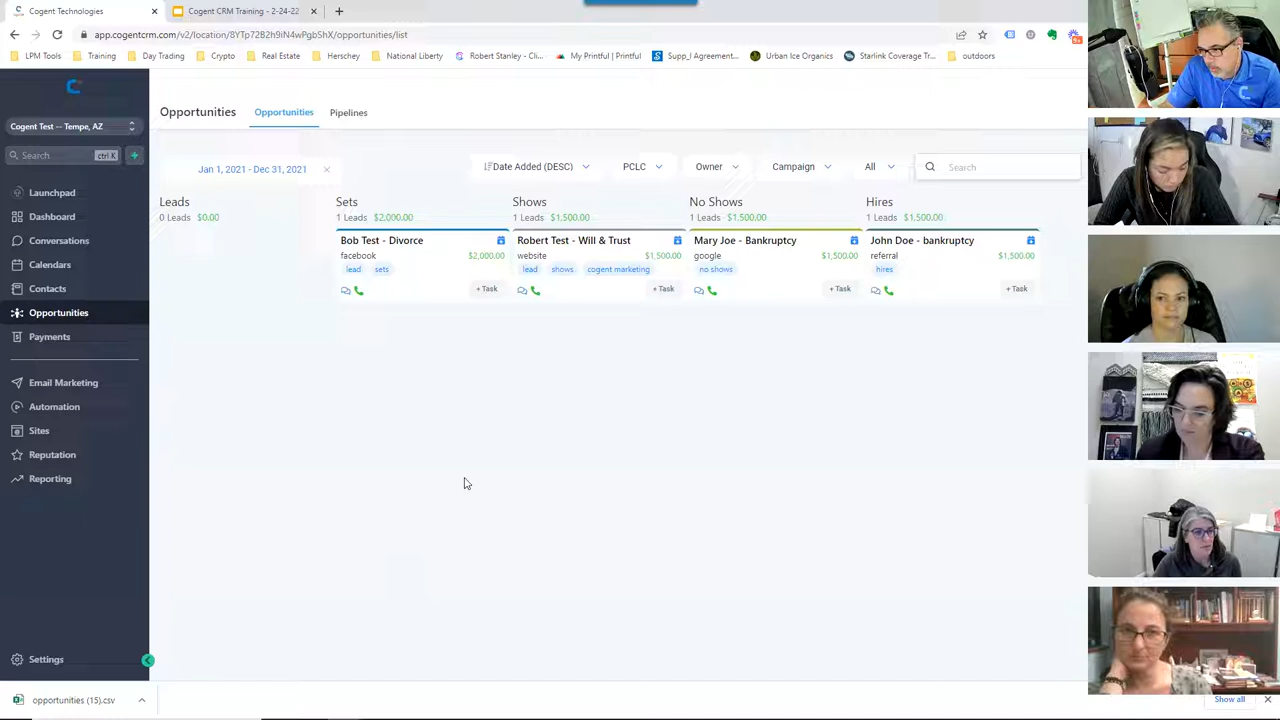 Cogent Technologies
Cogent CRM Training - 2-24-22
app.cogentcrm.com/v2/location/8YTp72B2h9iN4wPgbShX/opportunities/list
LPM Tools
Training
Day Trading
Crypto
Real Estate
Herschey
National Liberty
Robert Stanley - Cli...
My Printful | Printful
Supp_l Agreement...
Urban Ice Organics
Starlink Coverage Tr...
outdoors
Opportunities
Opportunities
Pipelines
Cogent Test -- Tempe, AZ
Search
ctrl K
Launchpad
Dashboard
Conversations
Calendars
Contacts
Opportunities
Payments
Email Marketing
Automation
Sites
Reputation
Reporting
Settings
Jan 1, 2021 - Dec 31, 2021
Date Added (DESC)
PCLC
Owner
Campaign
All
Search
Leads
0 Leads $0.00
Sets
1 Leads $2,000.00
Bob Test - Divorce
facebook
$2,000.00
lead sets
+ Task
Shows
1 Leads $1,500.00
Robert Test - Will & Trust
website
$1,500.00
lead shows cogent marketing
+ Task
No Shows
1 Leads $1,500.00
Mary Joe - Bankruptcy
google
$1,500.00
no shows
+ Task
Hires
1 Leads $1,500.00
John Doe - bankruptcy
referral
$1,500.00
hires
+ Task
opportunities (15).csv
Show all